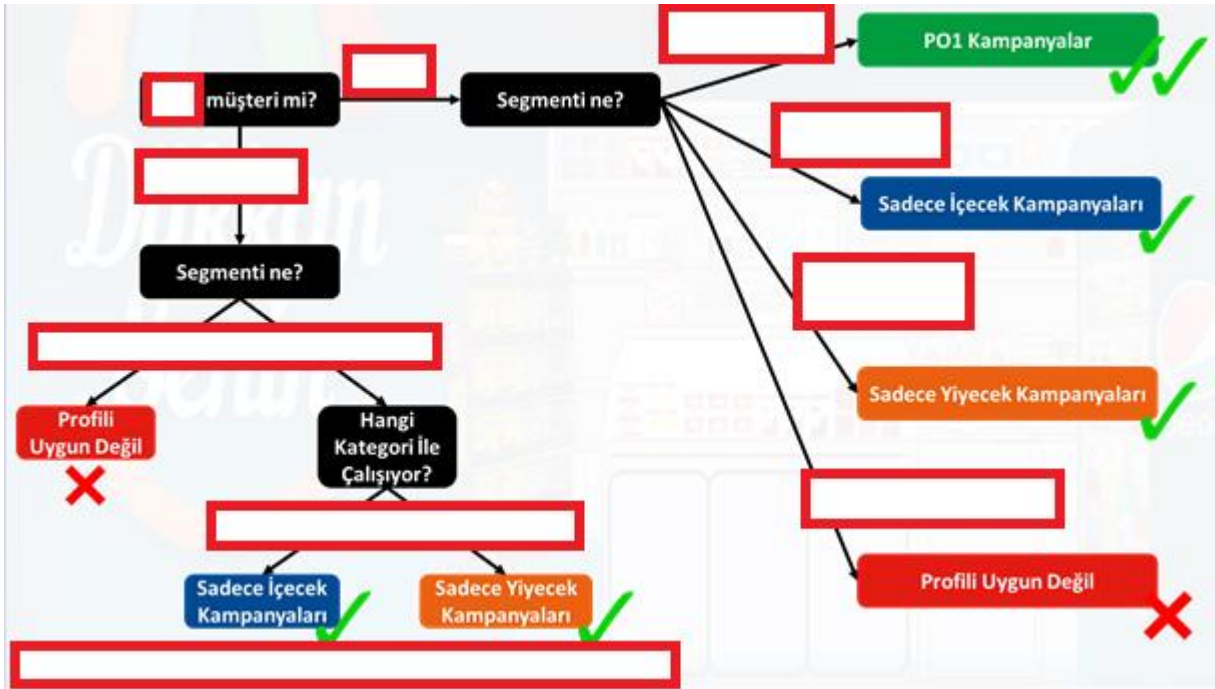 PO1 Kampanyalar
müşteri mi?
Segmenti ne?
Sadece İçecek Kampanyaları
Segmenti ne?
Sadece Yiyecek Kampanyaları
Profili
Uygun Değil
Hangi
Kategori İle
Çalışıyor?
Profili Uygun Değil
Sadece İçecek
Kampanyaları
Sadece Yiyecek
Kampanyaları